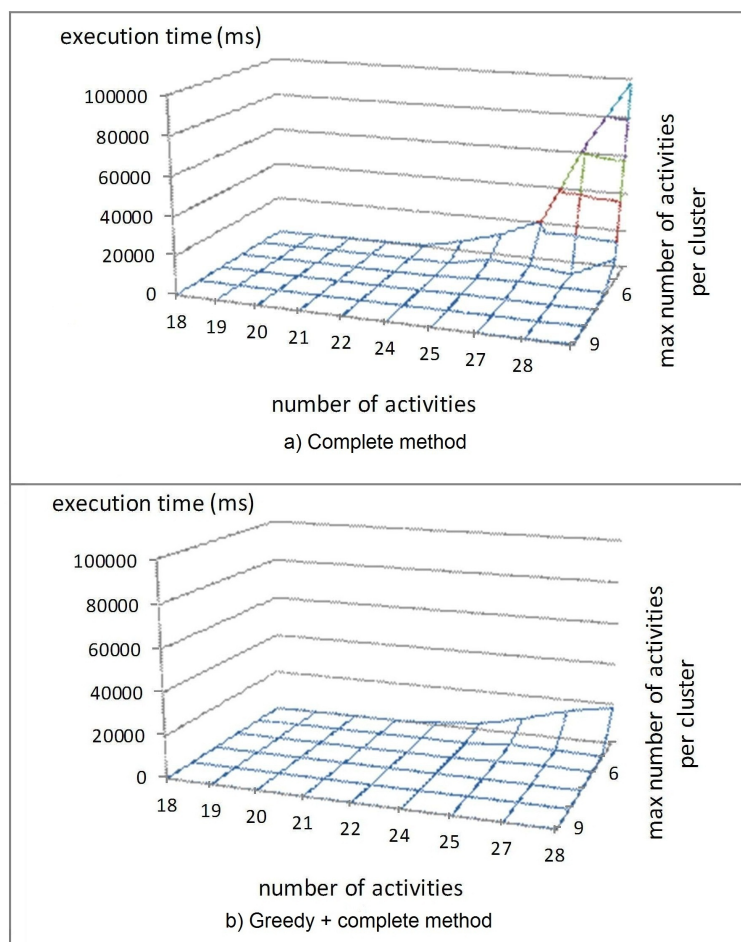 execution time (ms)
100000
80000
60000
40000
20000
0
18 19 20 21 22 24 25 27 28
6
9
max number of activities
per cluster
number of activities
a) Complete method
execution time (ms)
100000
80000
60000
40000
20000
0
18 19 20 21 22 24 25 27 28
6
9
max number of activities
per cluster
number of activities
b) Greedy + complete method